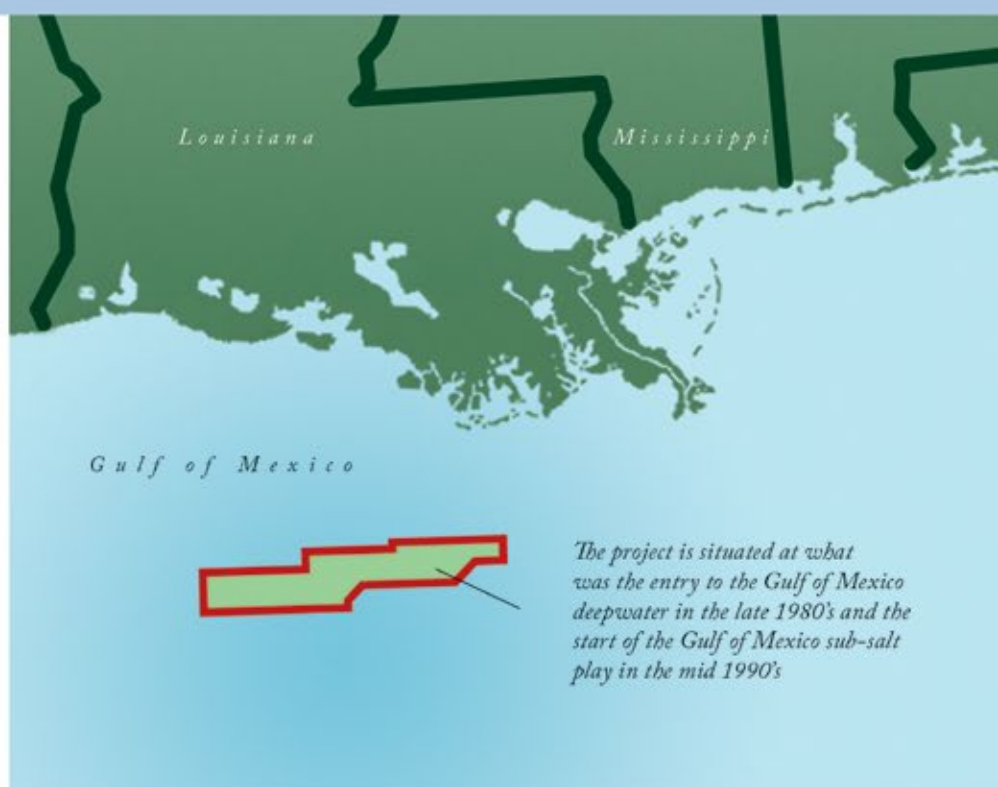 Louisiana
Mississippi
Gulf of Mexico
The project is situated at what
was the entry to the Gulf of Mexico
deepwater in the late 1980's and the
start of the Gulf of Mexico sub-salt
play in the mid 1990's